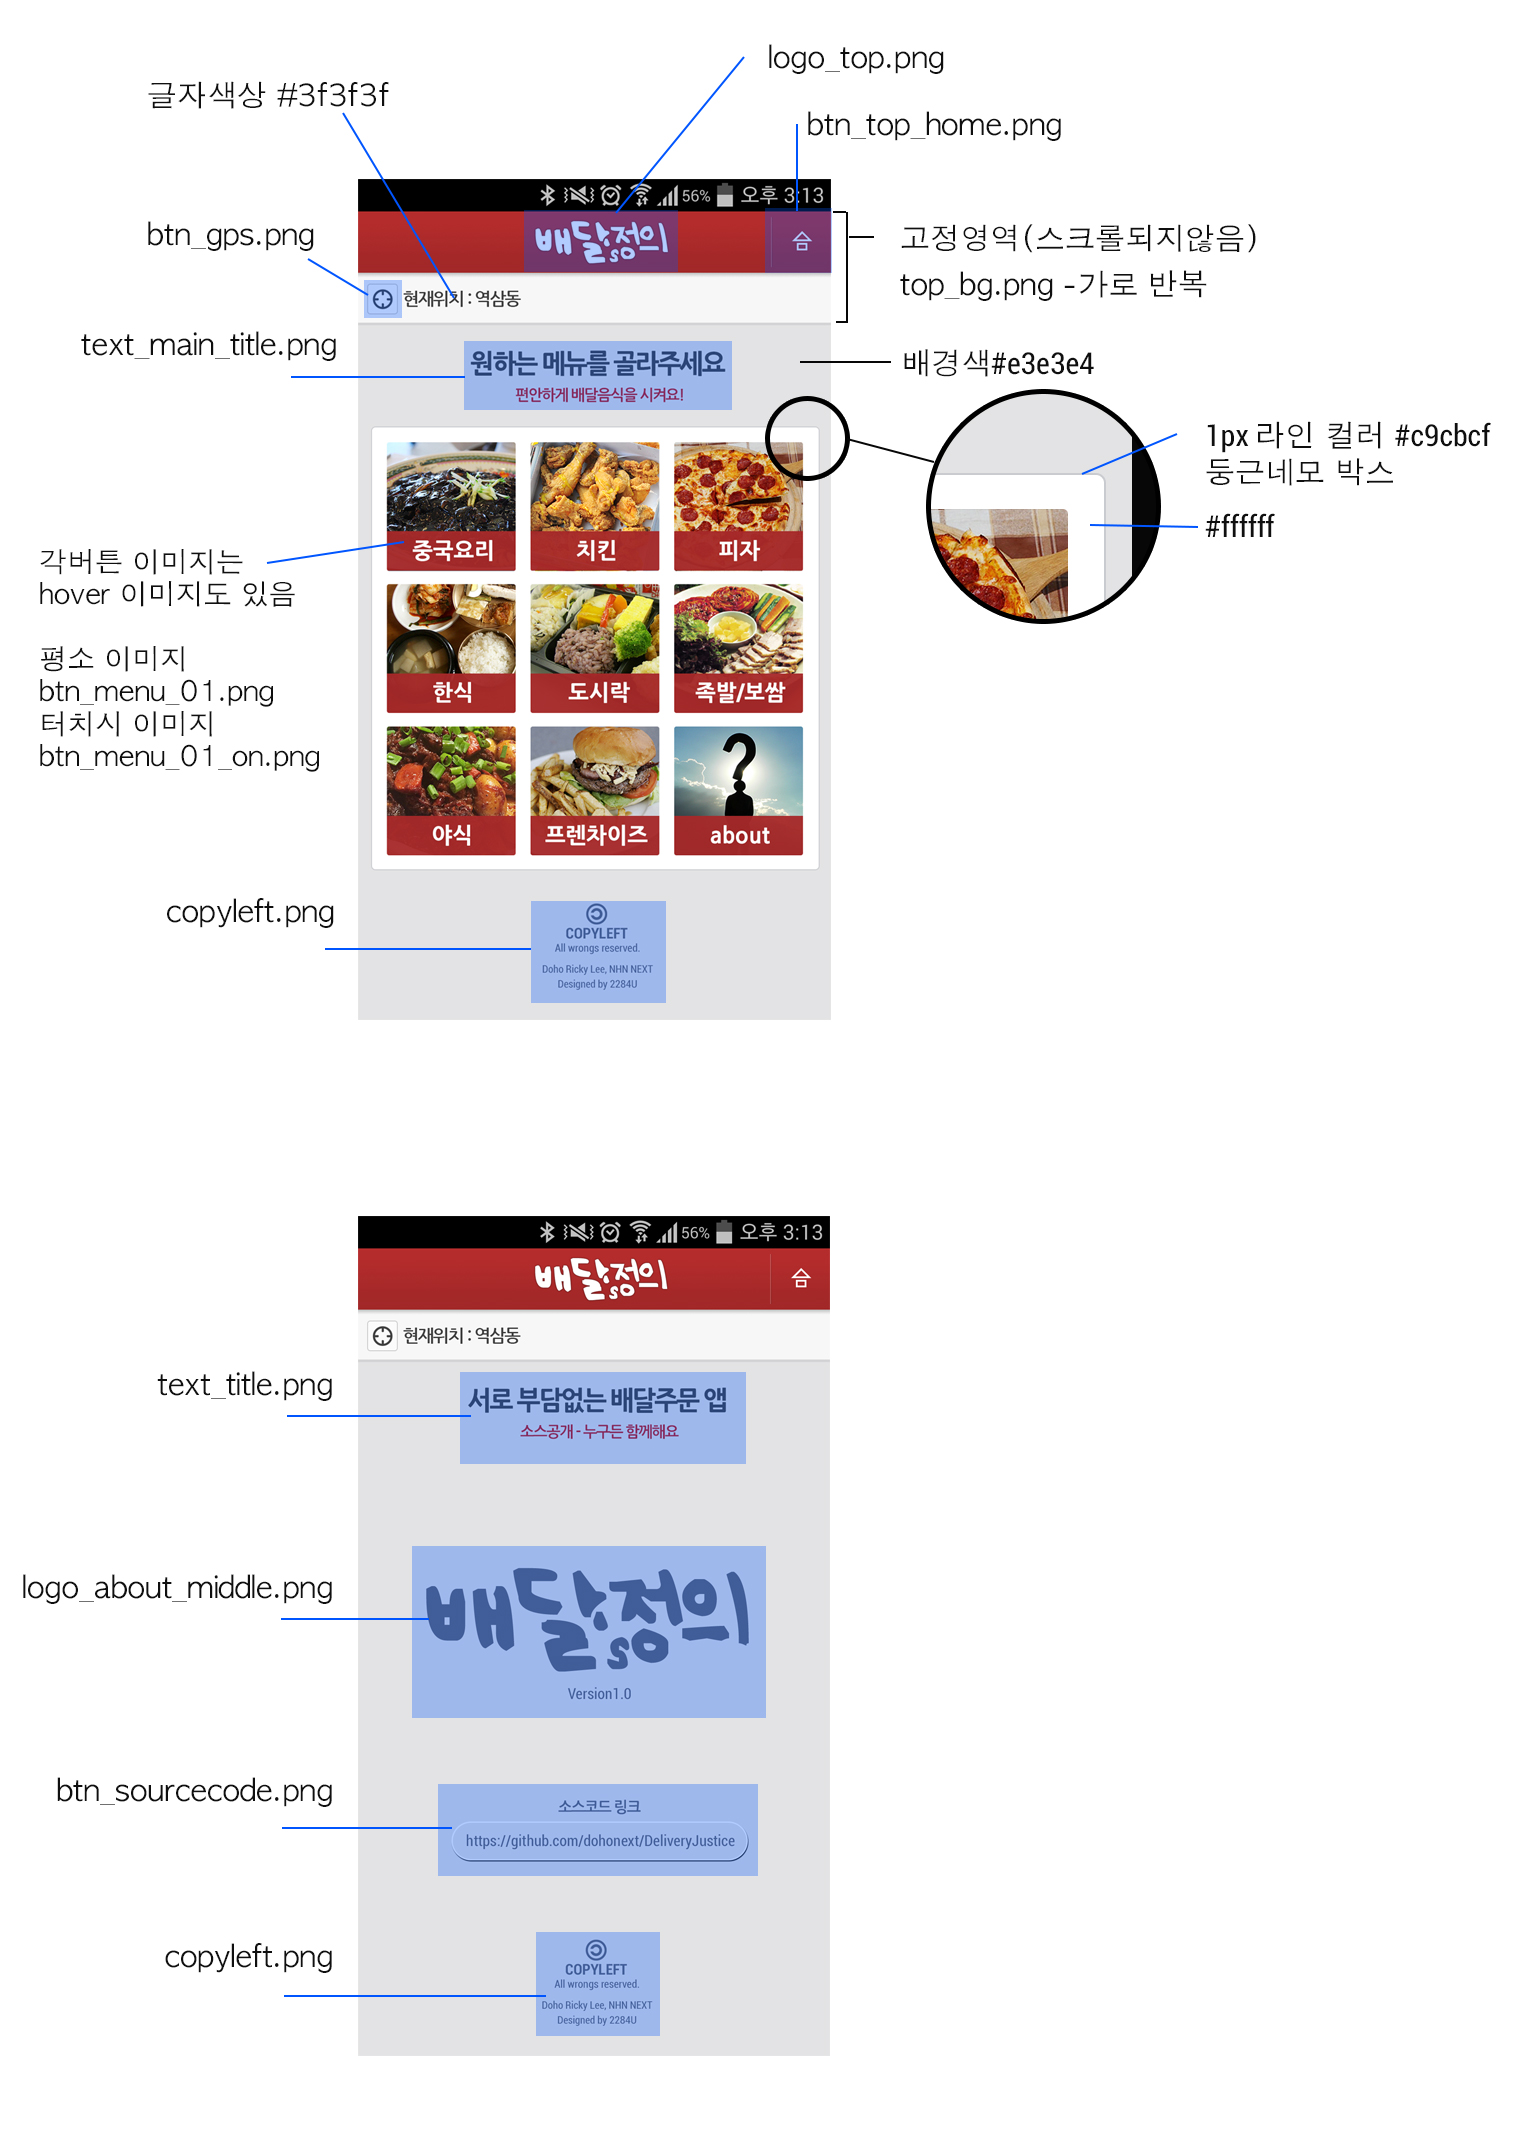 logo_top.png
글자색상 #3f3f3f
btn_top_home.png
56% 오후 3:13
btn_gps.png
배달의정의
고정영역(스크롤되지않음)
top_bg.png -가로 반복
현재위치 : 역삼동
text_main_title.png
원하는 메뉴를 골라주세요
편안하게 배달음식을 시켜요!
배경색#e3e3e4
1px 라인 컬러 #c9cbcf
둥근네모 박스
#ffffff
중국요리 치킨 피자
각버튼 이미지는
hover 이미지도 있음
평소 이미지
btn_menu_01.png
터치시 이미지
btn_menu_01_on.png
한식 도시락 족발/보쌈
야식 프렌차이즈 about
copyleft.png
COPYLEFT
All wrongs reserved.
Doho Ricky Lee, NHN NEXT
Designed by 2284U
56% 오후 3:13
배달s정의
현재위치 : 역삼동
text_title.png
서로 부담없는 배달주문 앱
소스공개 - 누구든 함께해요
logo_about_middle.png
배달s정의
Version1.0
btn_sourcecode.png
소스코드 링크
https://github.com/dohonext/DeliveryJustice
copyleft.png
COPYLEFT
All wrongs reserved.
Doho Ricky Lee, NHN NEXT
Designed by 2284U